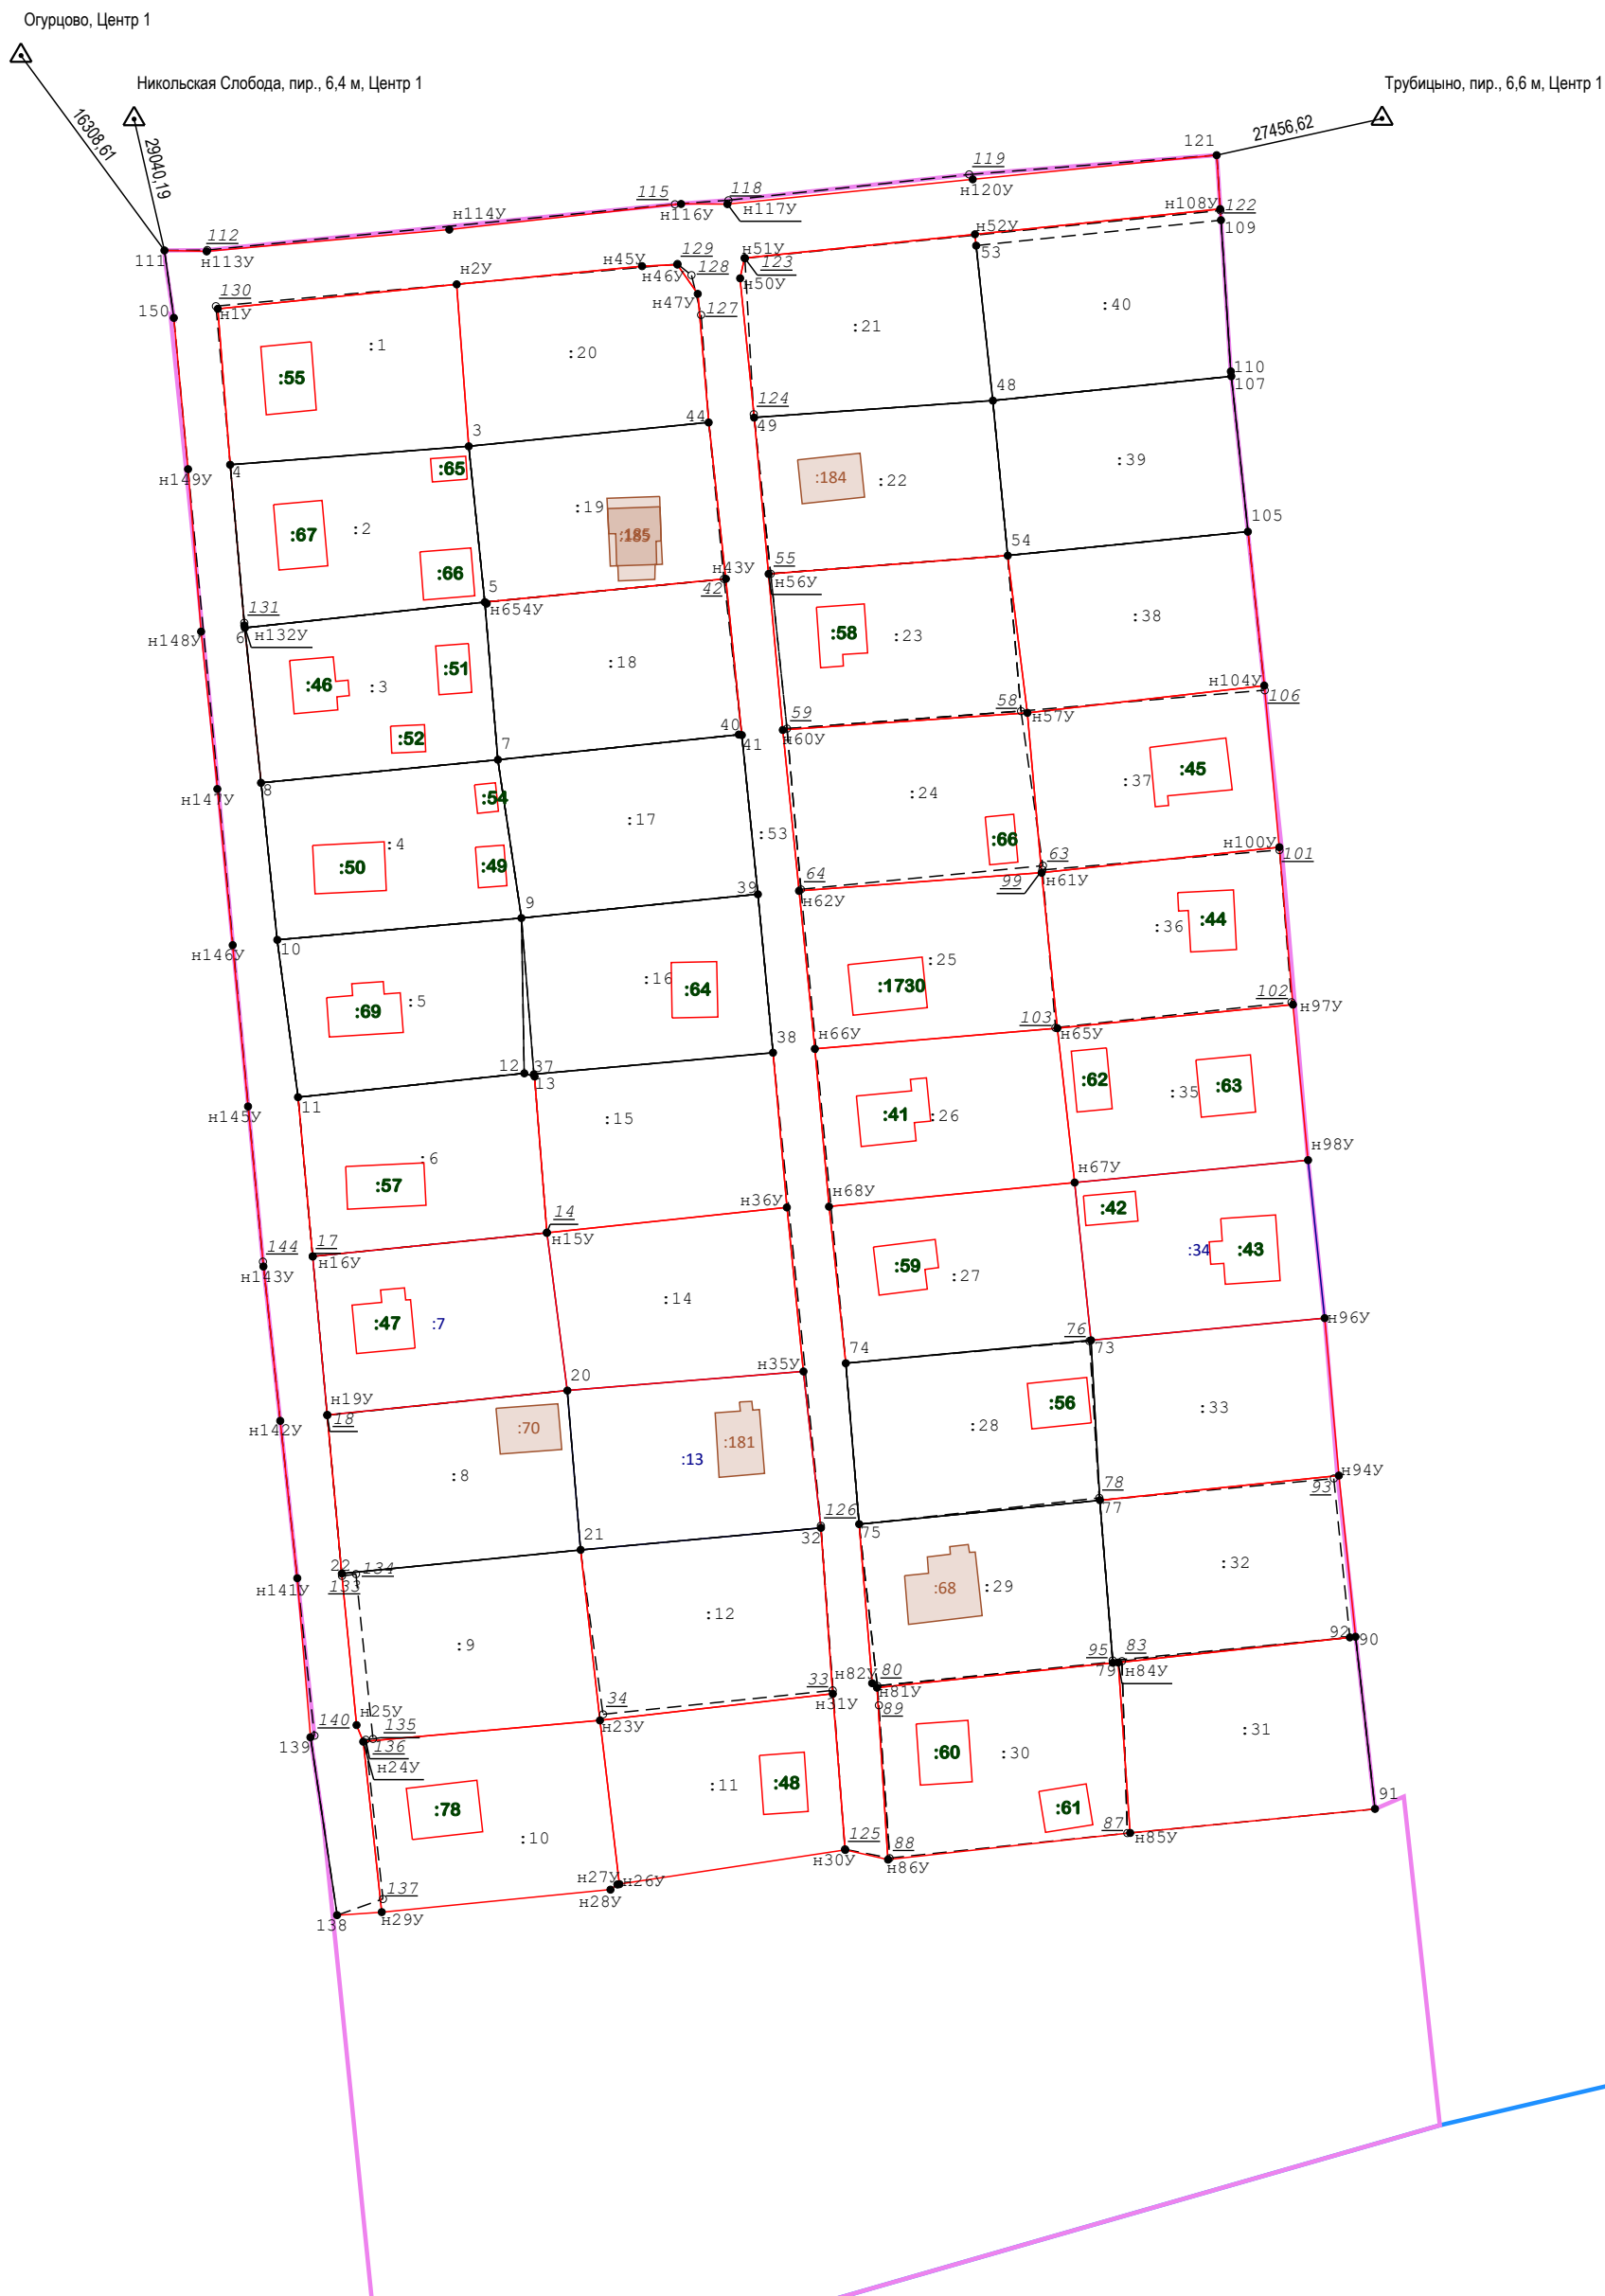 Огурцово, Центр 1
Никольская Слобода, пир., 6,4 м, Центр 1
Трубицыно, пир., 6,6 м, Центр 1
16308,61
29040,19
27456,62
121
119
н120У
118
115
н116У
н117У
н114У
112
111
н113У
н108У
122
109
н52У
53
н51У
123
н50У
129
н45У
н46У
128
н47У
127
н2У
130
н1У
150
:1
:55
:20
:21
:40
110
107
48
124
49
44
3
4
н149У
:65
:2
:67
:66
:19
:185
:184
:22
:39
105
54
55
н56У
н43У
42
5
н654У
131
6
н132У
н148У
:46
:3
:51
:52
:18
:58
:23
:38
н104У
106
58
н57У
59
н60У
40
41
7
8
н147У
:54
:4
:50
:49
:17
:53
:24
:66
:37
:45
н100У
101
63
99
н61У
64
н62У
39
9
10
н146У
:5
:69
:16
:64
:25
:1730
:36
:44
102
н97У
103
н65У
н66У
38
37
12
13
11
н145У
:62
:63
:35
:41
:26
:15
:6
:57
н98У
н67У
н68У
н36У
14
н15У
17
н16У
144
н143У
:42
:34
:43
:59
:27
:14
:47
:7
н96У
76
73
74
н35У
20
н19У
18
н142У
:56
:33
:28
:70
:181
:13
:8
н94У
93
78
77
75
126
32
21
22
133
134
н141У
:68
:29
:32
:12
:9
92
90
95
83
79
н84У
80
н82У
н81У
89
33
н31У
34
н23У
н25У
135
136
н24У
140
139
:60
:30
:31
:61
:11
:48
:78
:10
91
87
н85У
88
н86У
125
н30У
н27У
н26У
н28У
137
н29У
138